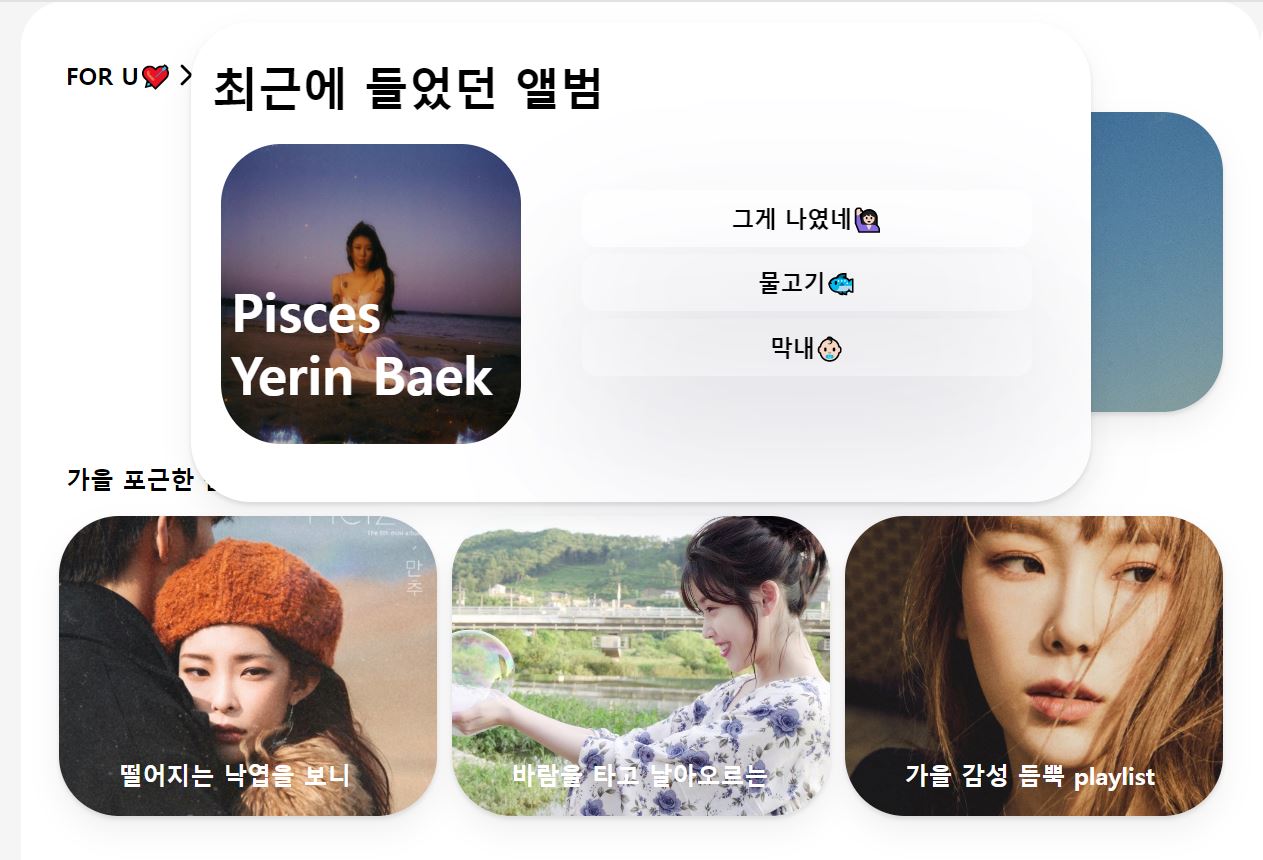 FOR U💘 >
최근에 들었던 앨범
Pisces
Yerin Baek
그게 나였네🙋🏻‍♀️
물고기🐟
막내👶🏻
가을 포근한
The 5th mini album
만추
떨어지는 낙엽을 보니
바람을 타고 날아오르는
가을 감성 듬뿍 playlist